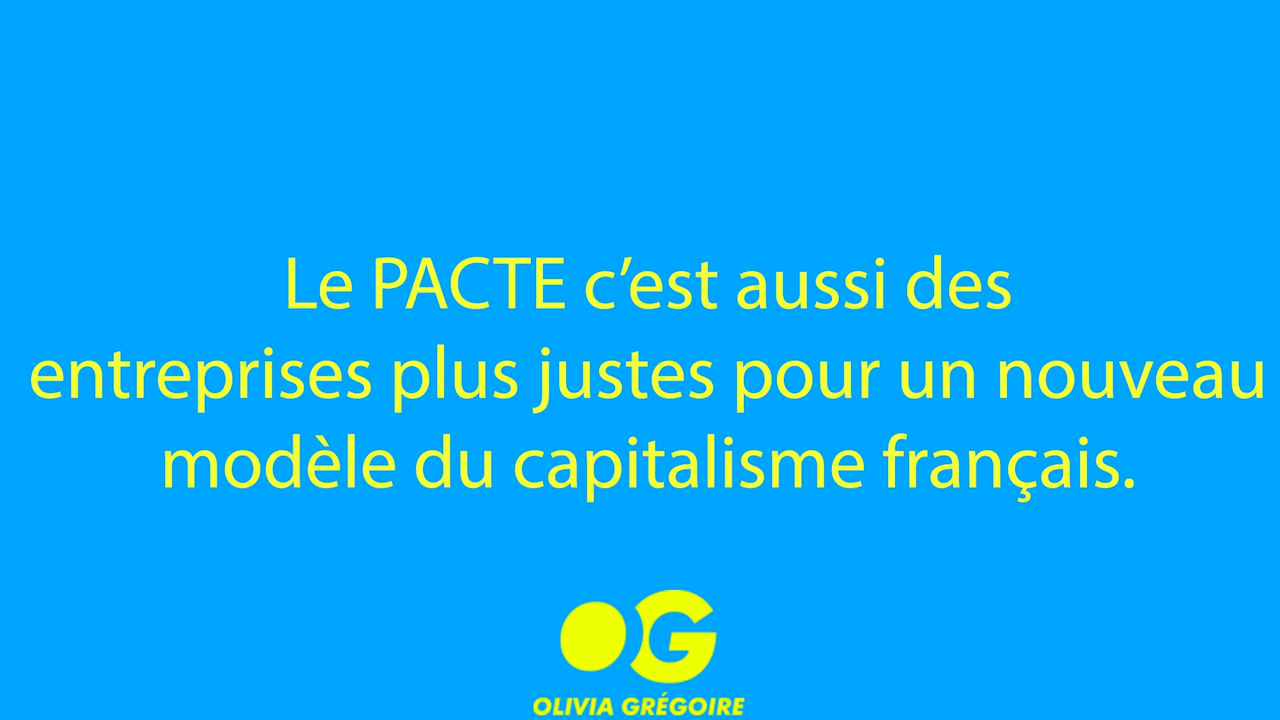 Le PACTE c’est aussi des
entreprises plus justes pour un nouveau
modèle du capitalisme français.
OG
OLIVIA GRÉGOIRE